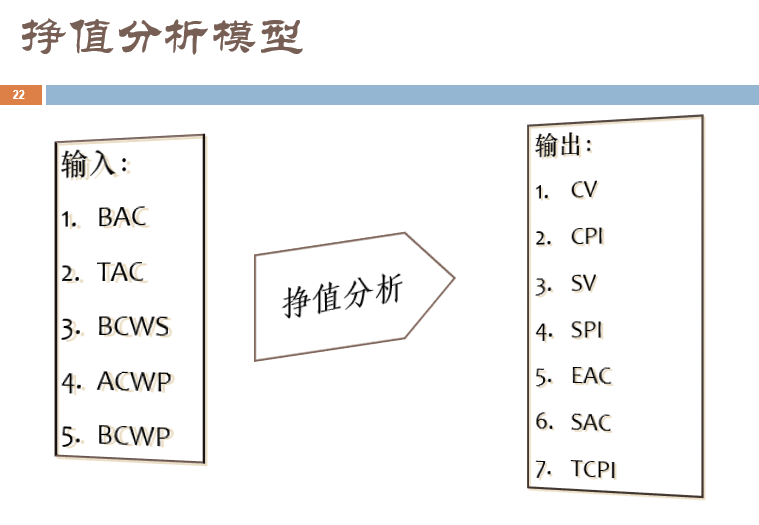 挣值分析模型
22
输入：
1. BAC
2. TAC
3. BCWS
4. ACWP
5. BCWP
挣值分析
输出：
1. CV
2. CPI
3. SV
4. SPI
5. EAC
6. SAC
7. TCPI